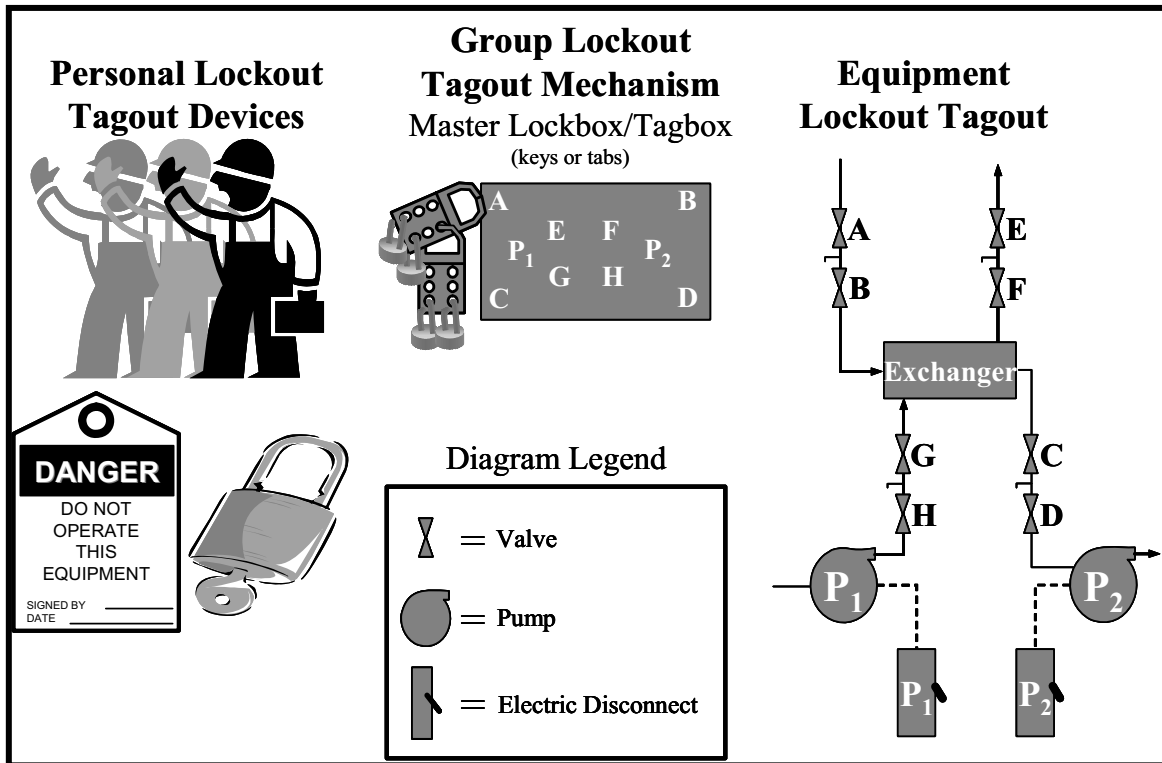 Personal Lockout
Tagout Devices
DANGER
DO NOT
OPERATE
THIS
EQUIPMENT
SIGNED BY
DATE
Group Lockout
Tagout Mechanism
Master Lockbox/Tagbox
(keys or tabs)
A B
E F
P1 P2
G H
C D
Diagram Legend
= Valve
= Pump
= Electric Disconnect
Equipment
Lockout Tagout
A E
B F
Exchanger
G C
H D
P1 P2
P1 P2